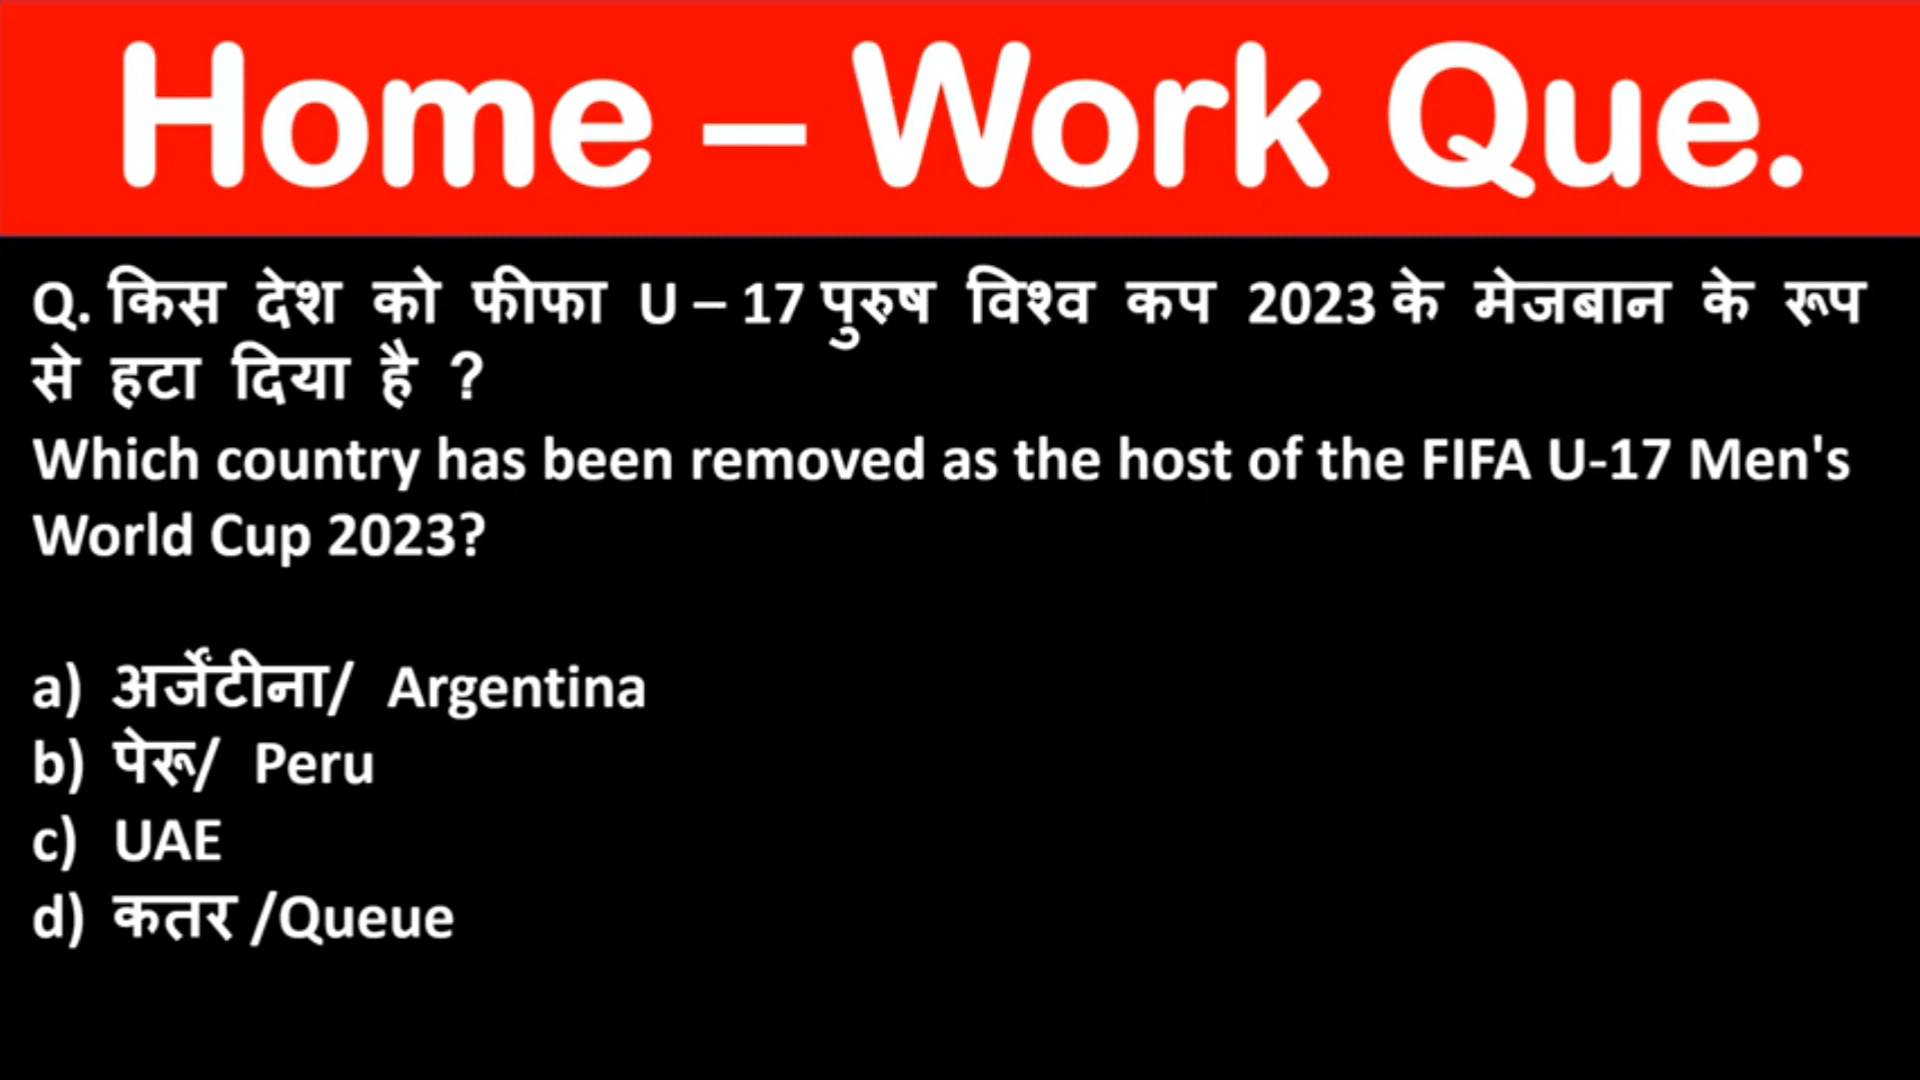 Home – Work Que.
Q. किस देश को फीफा U – 17 पुरुष विश्व कप 2023 के मेजबान के रूप
से हटा दिया है ?
Which country has been removed as the host of the FIFA U-17 Men's
World Cup 2023?
a) अर्जेंटीना/ Argentina
b) पेरू/ Peru
c) UAE
d) कतर /Queue